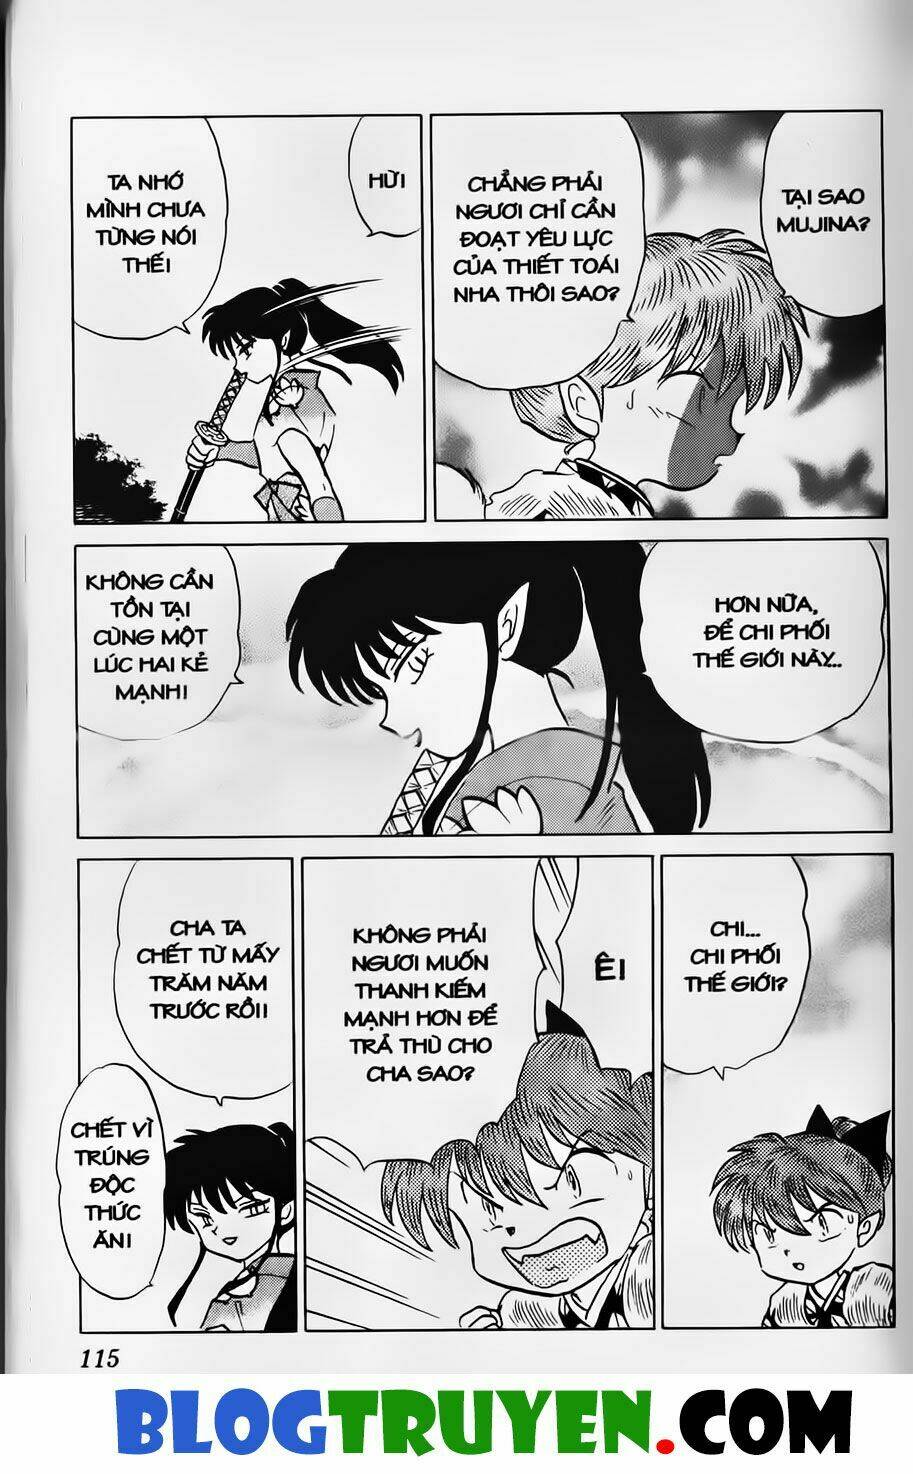 TẠI SAO
MUJINA?
CHẲNG PHẢI
NGƯƠI CHỈ CẦN
ĐOẠT YÊU LỰC
CỦA THIẾT TOÁI
NHA THÔI SAO?
HỪ!
TA NHỚ
MÌNH CHƯA
TỪNG NÓI
THẾ!
HƠN NỮA,
ĐỂ CHI PHỐI
THẾ GIỚI NÀY...
KHÔNG CẦN
TỒN TẠI
CÙNG MỘT
LÚC HAI KẺ
MẠNH!
CHI...
CHI PHỐI
THẾ GIỚI?
Ê!
KHÔNG PHẢI
NGƯƠI MUỐN
THANH KIẾM
MẠNH HƠN ĐỂ
TRẢ THÙ CHO
CHA SAO?
CHA TA
CHẾT TỪ MẤY
TRĂM NĂM
TRƯỚC RỒI!
CHẾT VÌ
TRÚNG
ĐỘC
THỨC
ĂN!
115
BLOGTRUYEN.COM